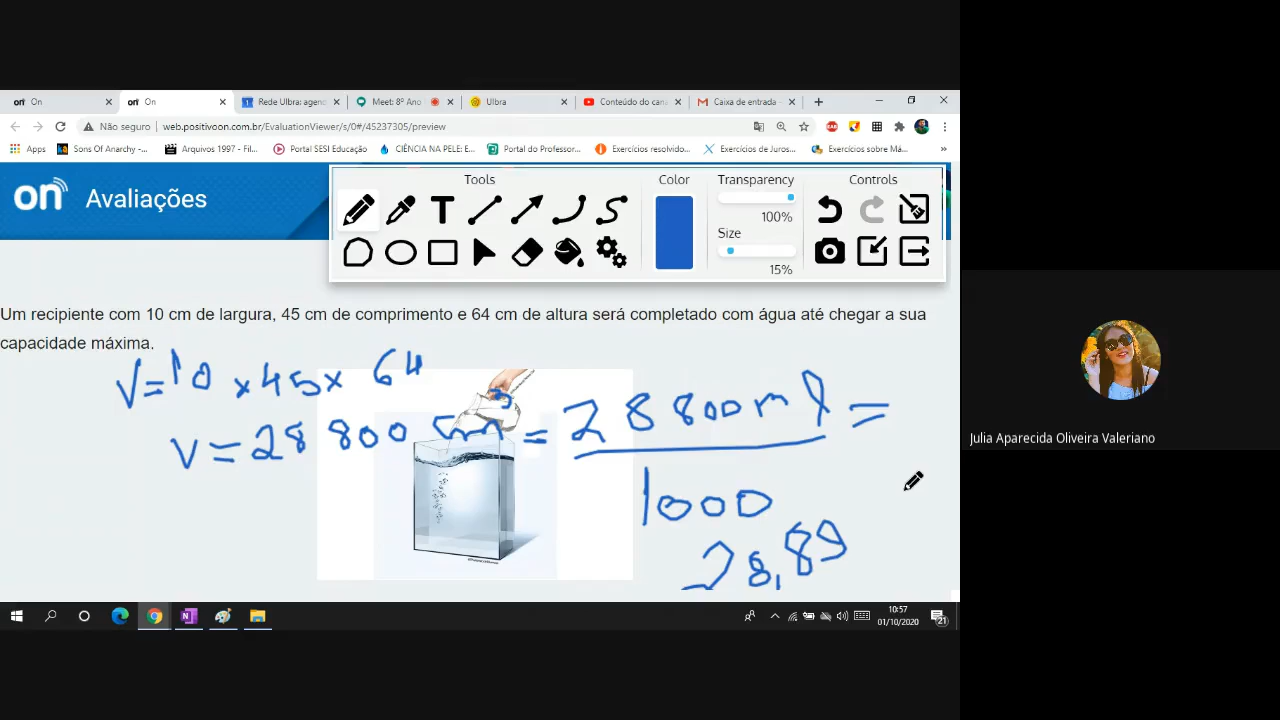 On
On
Rede Ulbra: agen
Meet: 8º Ano
Ulbra
Conteúdo do cana
Caixa de entrada -
Não seguro
web.positivoon.com.br/EvaluationViewer/s/0#/45237305/preview
Apps
Sons Of Anarchy -...
Arquivos 1997 - Fil...
Portal SESI Educação
CIÊNCIA NA PELE: E...
Portal do Professor...
Exercícios resolvido...
Exercícios de Juros...
Exercícios sobre Má...
»
on
Avaliações
Tools
Color
Transparency
100%
Size
15%
Controls
T
Um recipiente com 10 cm de largura, 45 cm de comprimento e 64 cm de altura será completado com água até chegar a sua
capacidade máxima.
V=10 x 45 x 64
V=28 800 cm³ = 28 800 ml =
1000
28,8
10:57
01/10/2020
21
Julia Aparecida Oliveira Valeriano